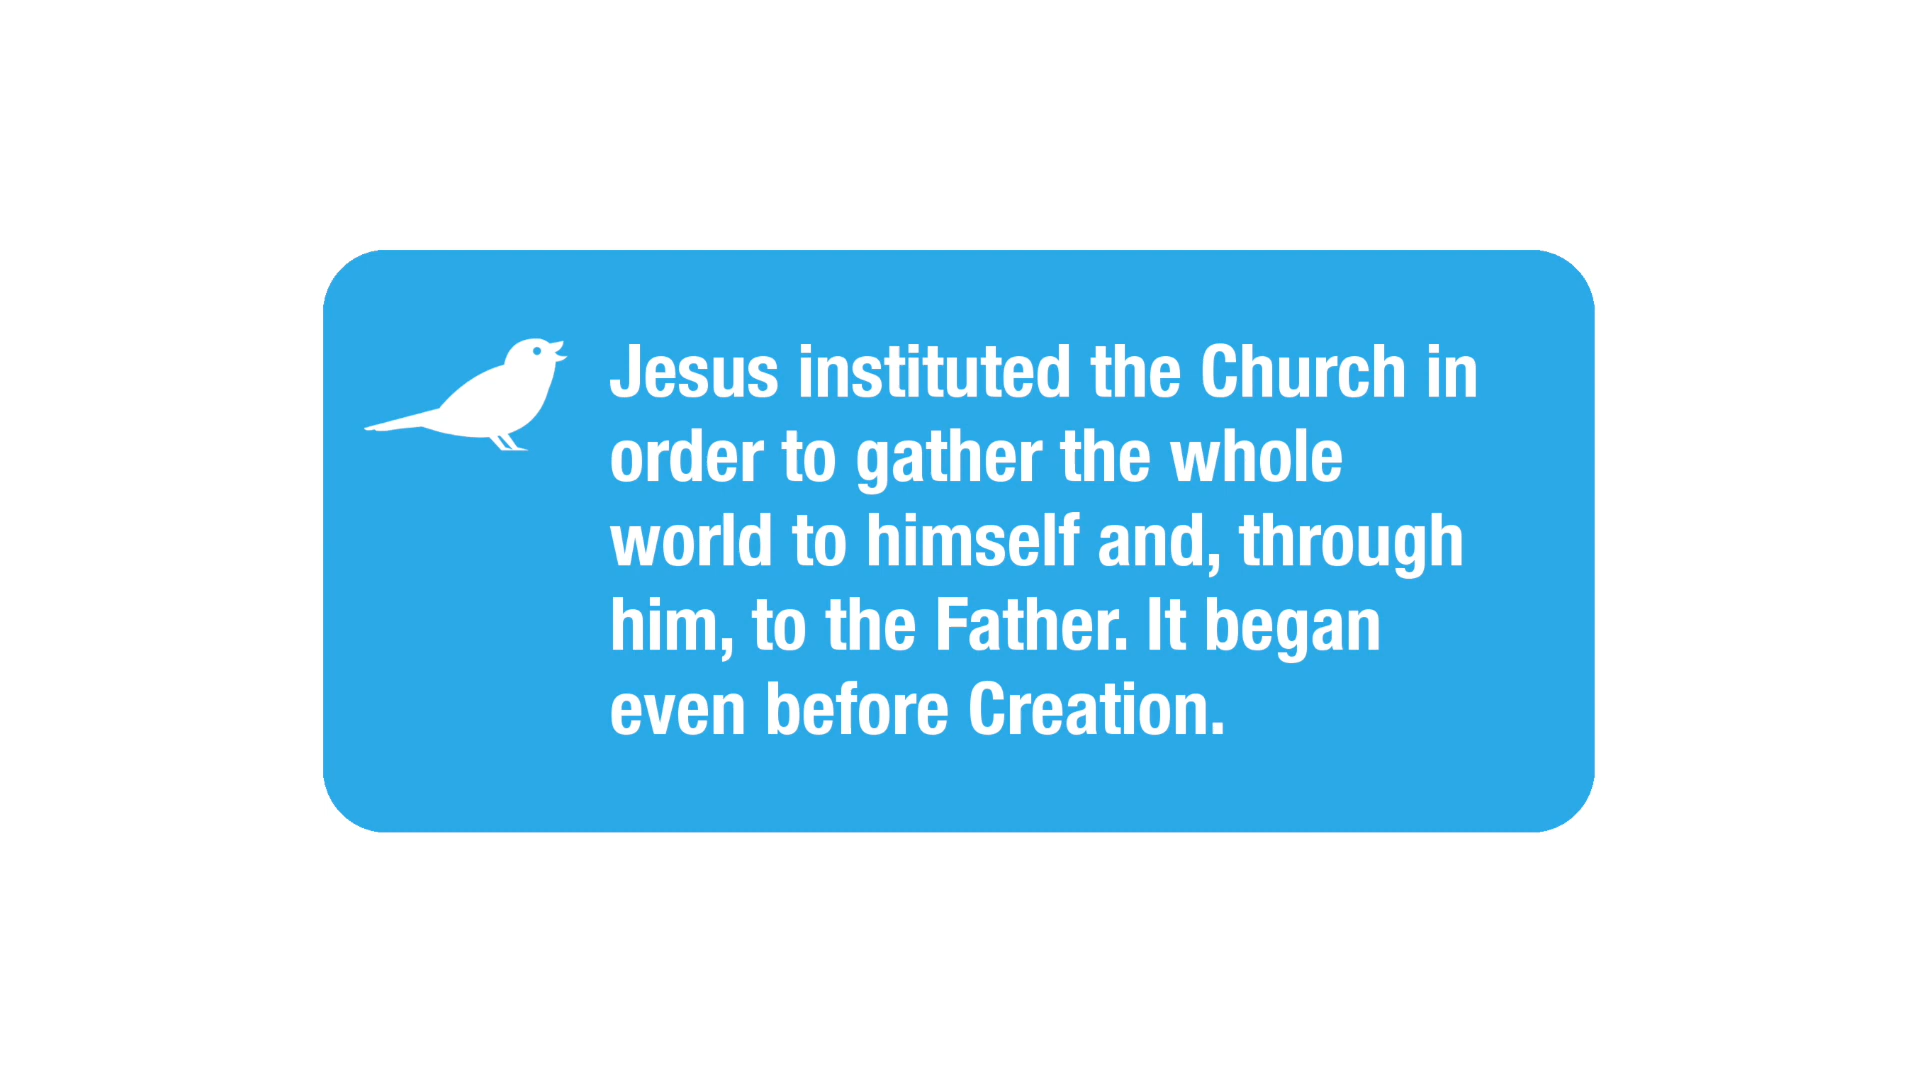 Jesus instituted the Church in
order to gather the whole
world to himself and, through
him, to the Father. It began
even before Creation.